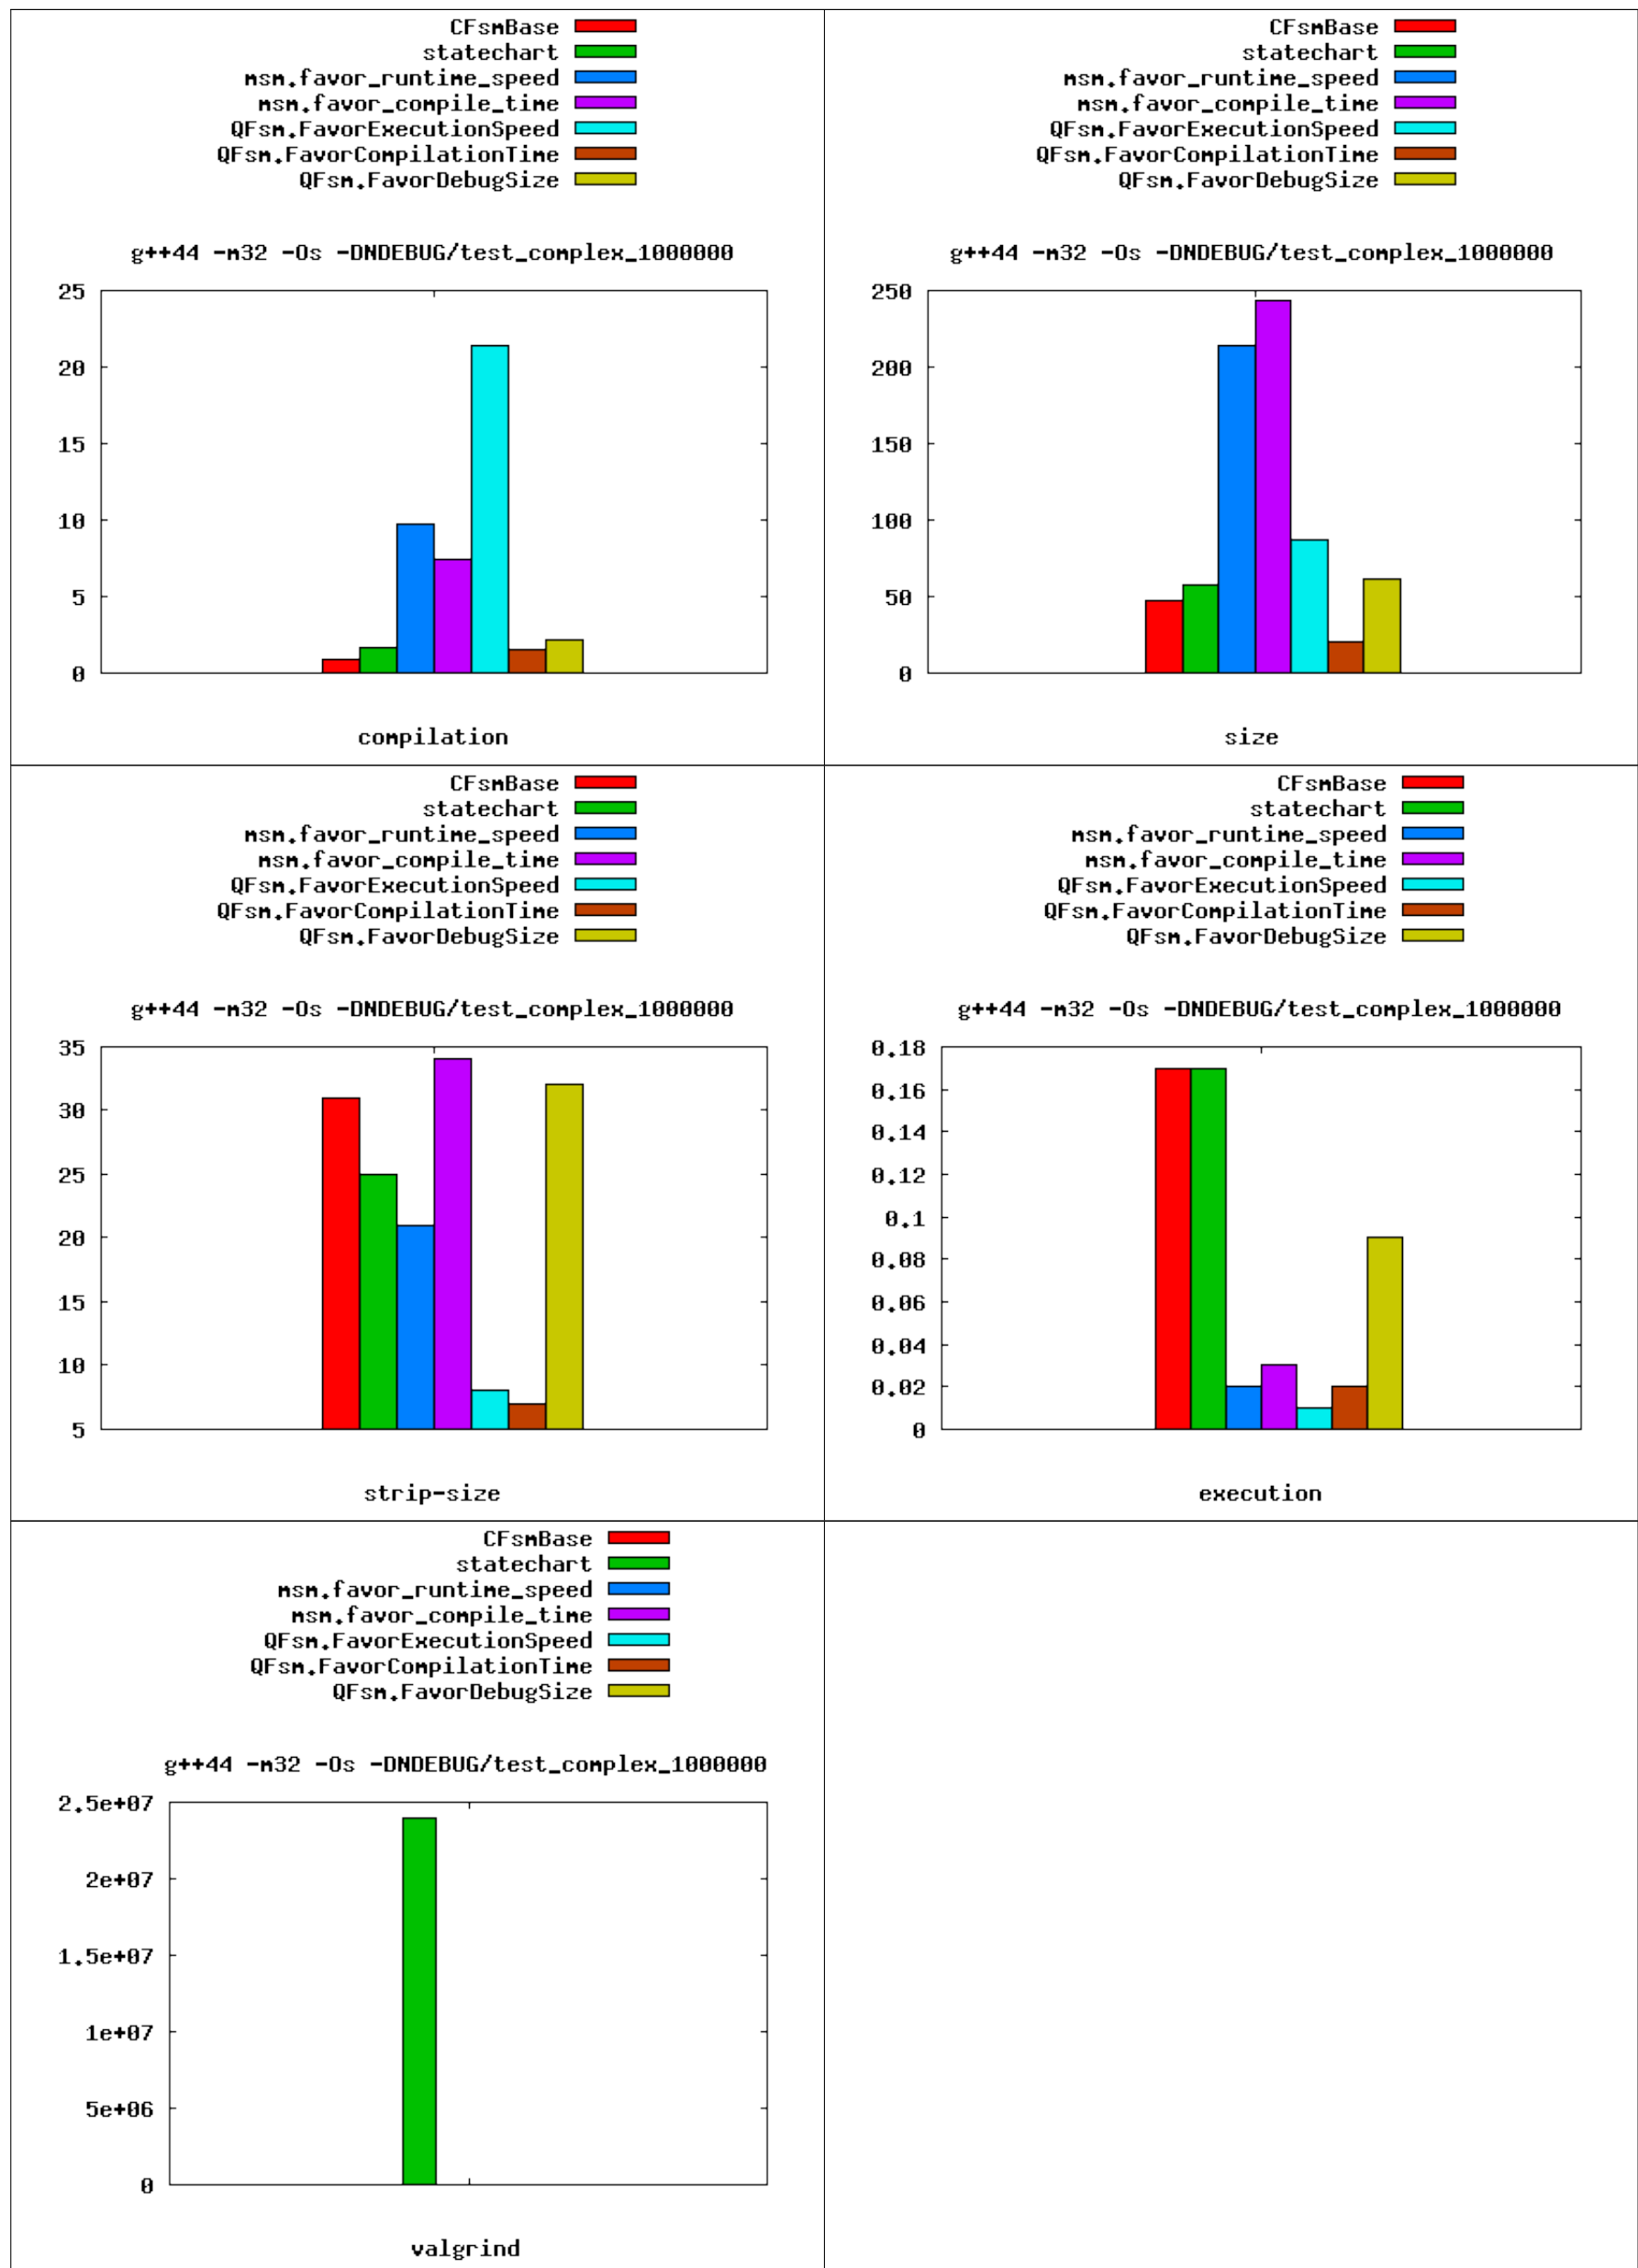 CFsmBase
statechart
msm.favor_runtime_speed
msm.favor_compile_time
QFsm.FavorExecutionSpeed
QFsm.FavorCompilationTime
QFsm.FavorDebugSize
g++44 -m32 -Os -DNDEBUG/test_complex_1000000
25
20
15
10
5
0
compilation
CFsmBase
statechart
msm.favor_runtime_speed
msm.favor_compile_time
QFsm.FavorExecutionSpeed
QFsm.FavorCompilationTime
QFsm.FavorDebugSize
g++44 -m32 -Os -DNDEBUG/test_complex_1000000
250
200
150
100
50
0
size
CFsmBase
statechart
msm.favor_runtime_speed
msm.favor_compile_time
QFsm.FavorExecutionSpeed
QFsm.FavorCompilationTime
QFsm.FavorDebugSize
g++44 -m32 -Os -DNDEBUG/test_complex_1000000
35
30
25
20
15
10
5
strip-size
CFsmBase
statechart
msm.favor_runtime_speed
msm.favor_compile_time
QFsm.FavorExecutionSpeed
QFsm.FavorCompilationTime
QFsm.FavorDebugSize
g++44 -m32 -Os -DNDEBUG/test_complex_1000000
0.18
0.16
0.14
0.12
0.1
0.08
0.06
0.04
0.02
0
execution
CFsmBase
statechart
msm.favor_runtime_speed
msm.favor_compile_time
QFsm.FavorExecutionSpeed
QFsm.FavorCompilationTime
QFsm.FavorDebugSize
g++44 -m32 -Os -DNDEBUG/test_complex_1000000
2.5e+07
2e+07
1.5e+07
1e+07
5e+06
0
valgrind